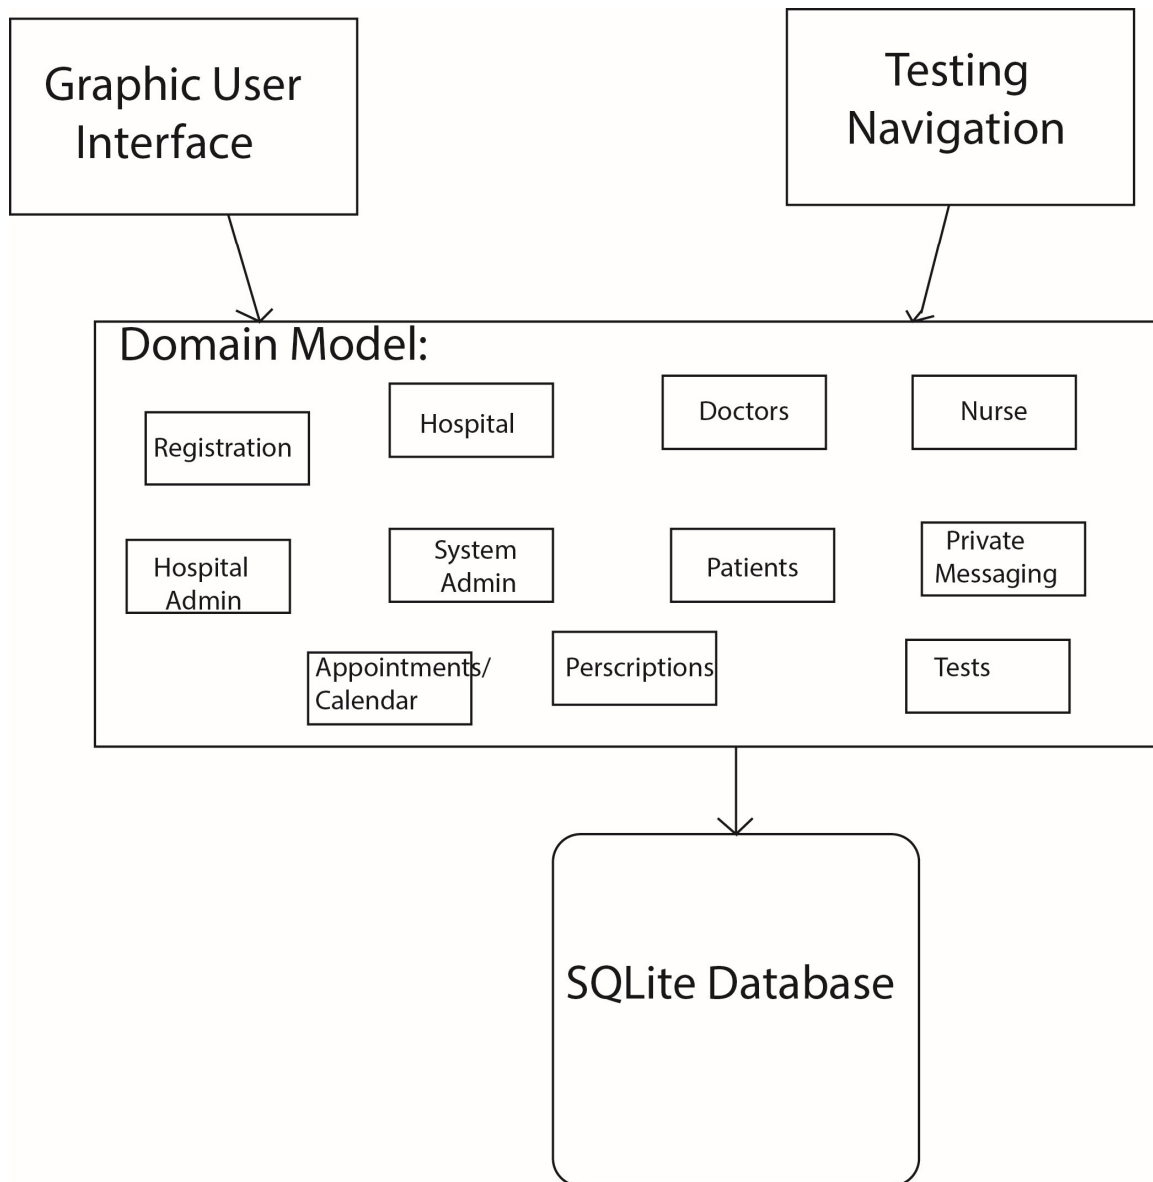 Graphic User
Interface
Testing
Navigation
Domain Model:
Registration
Hospital
Doctors
Nurse
Hospital
Admin
System
Admin
Patients
Private
Messaging
Appointments/
Calendar
Perscriptions
Tests
SQLite Database